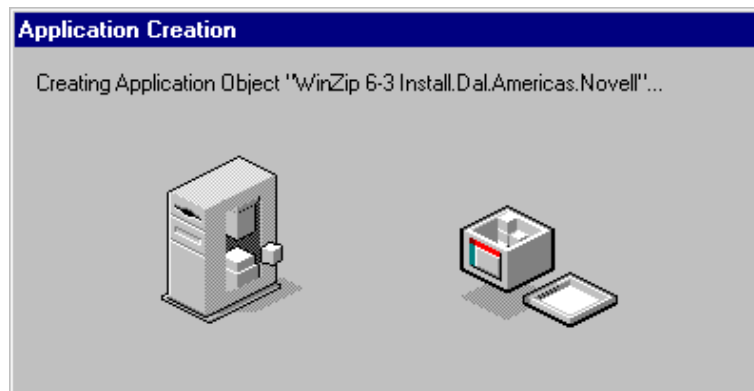 Application Creation
Creating Application Object "WinZip 6-3 Install.Dal.Americas.Novell"...